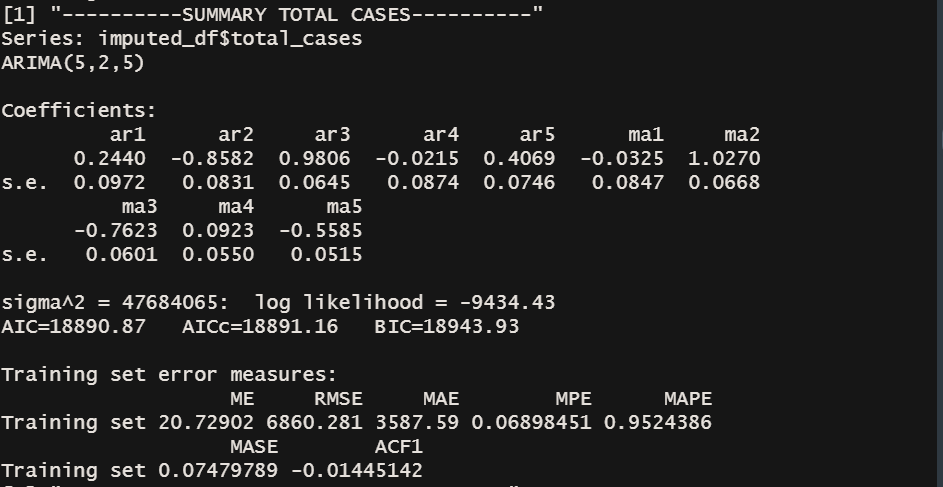 [1] "----------SUMMARY TOTAL CASES----------"
Series: imputed_df$total_cases
ARIMA(5,2,5)
Coefficients:
ar1 ar2 ar3 ar4 ar5 ma1 ma2
0.2440 -0.8582 0.9806 -0.0215 0.4069 -0.0325 1.0270
s.e. 0.0972 0.0831 0.0645 0.0874 0.0746 0.0847 0.0668
ma3 ma4 ma5
-0.7623 0.0923 -0.5585
s.e. 0.0601 0.0550 0.0515
sigma^2 = 47684065: log likelihood = -9434.43
AIC=18890.87 AICc=18891.16 BIC=18943.93
Training set error measures:
ME RMSE MAE MPE MAPE
Training set 20.72902 6860.281 3587.59 0.06898451 0.9524386
MASE ACF1
Training set 0.07479789 -0.01445142